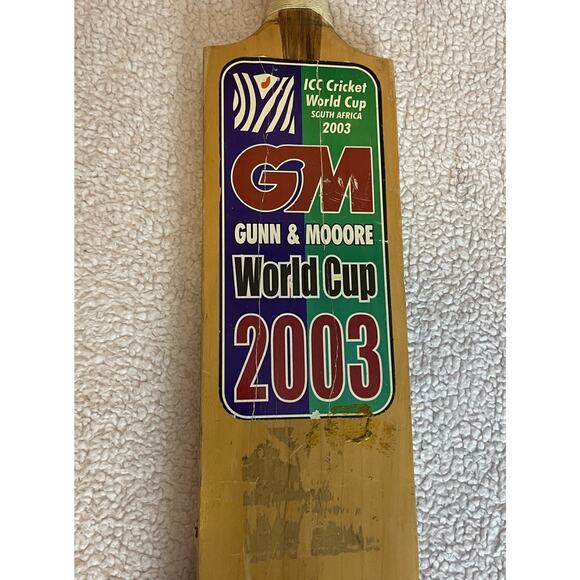 ICC Cricket
World Cup
SOUTH AFRICA
2003
GM
GUNN & MOOORE
World Cup
2003